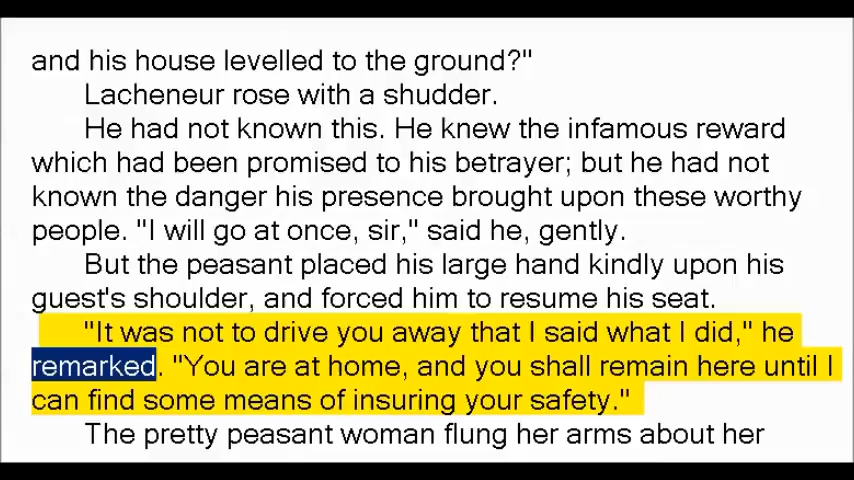 and his house levelled to the ground?"
Lacheneur rose with a shudder.
He had not known this. He knew the infamous reward
which had been promised to his betrayer; but he had not
known the danger his presence brought upon these worthy
people. "I will go at once, sir," said he, gently.
But the peasant placed his large hand kindly upon his
guest's shoulder, and forced him to resume his seat.
"It was not to drive you away that I said what I did," he
remarked. "You are at home, and you shall remain here until I
can find some means of insuring your safety."
The pretty peasant woman flung her arms about her